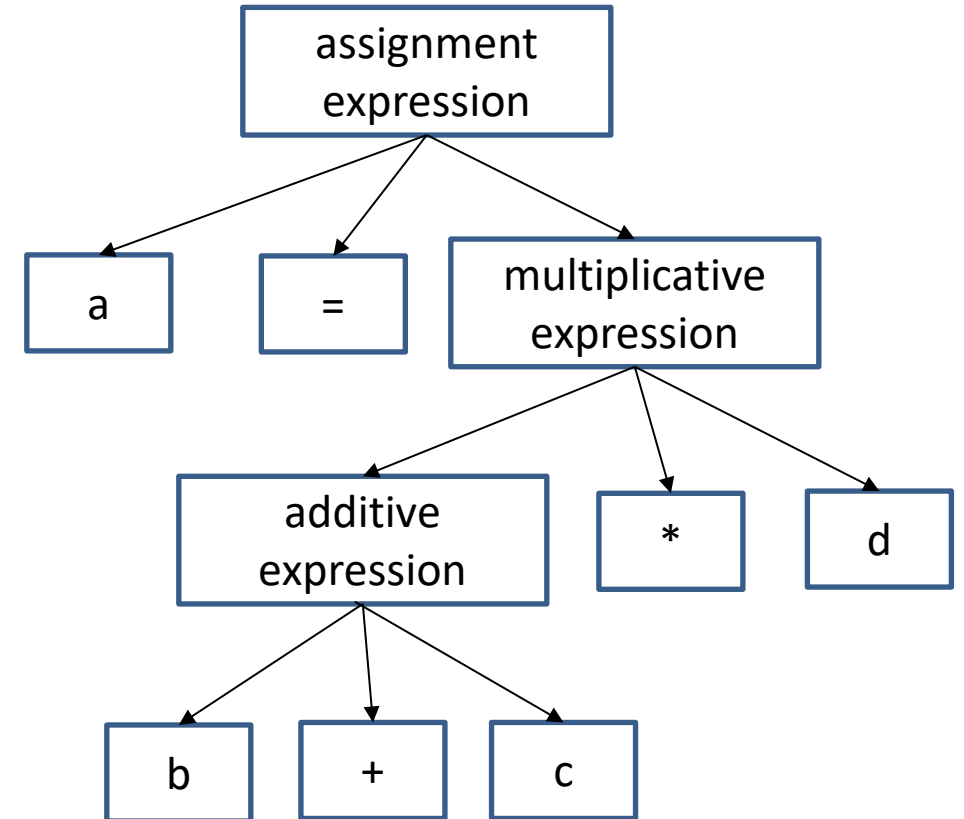 assignment
expression
a
=
multiplicative
expression
additive
expression
*
d
b
+
c